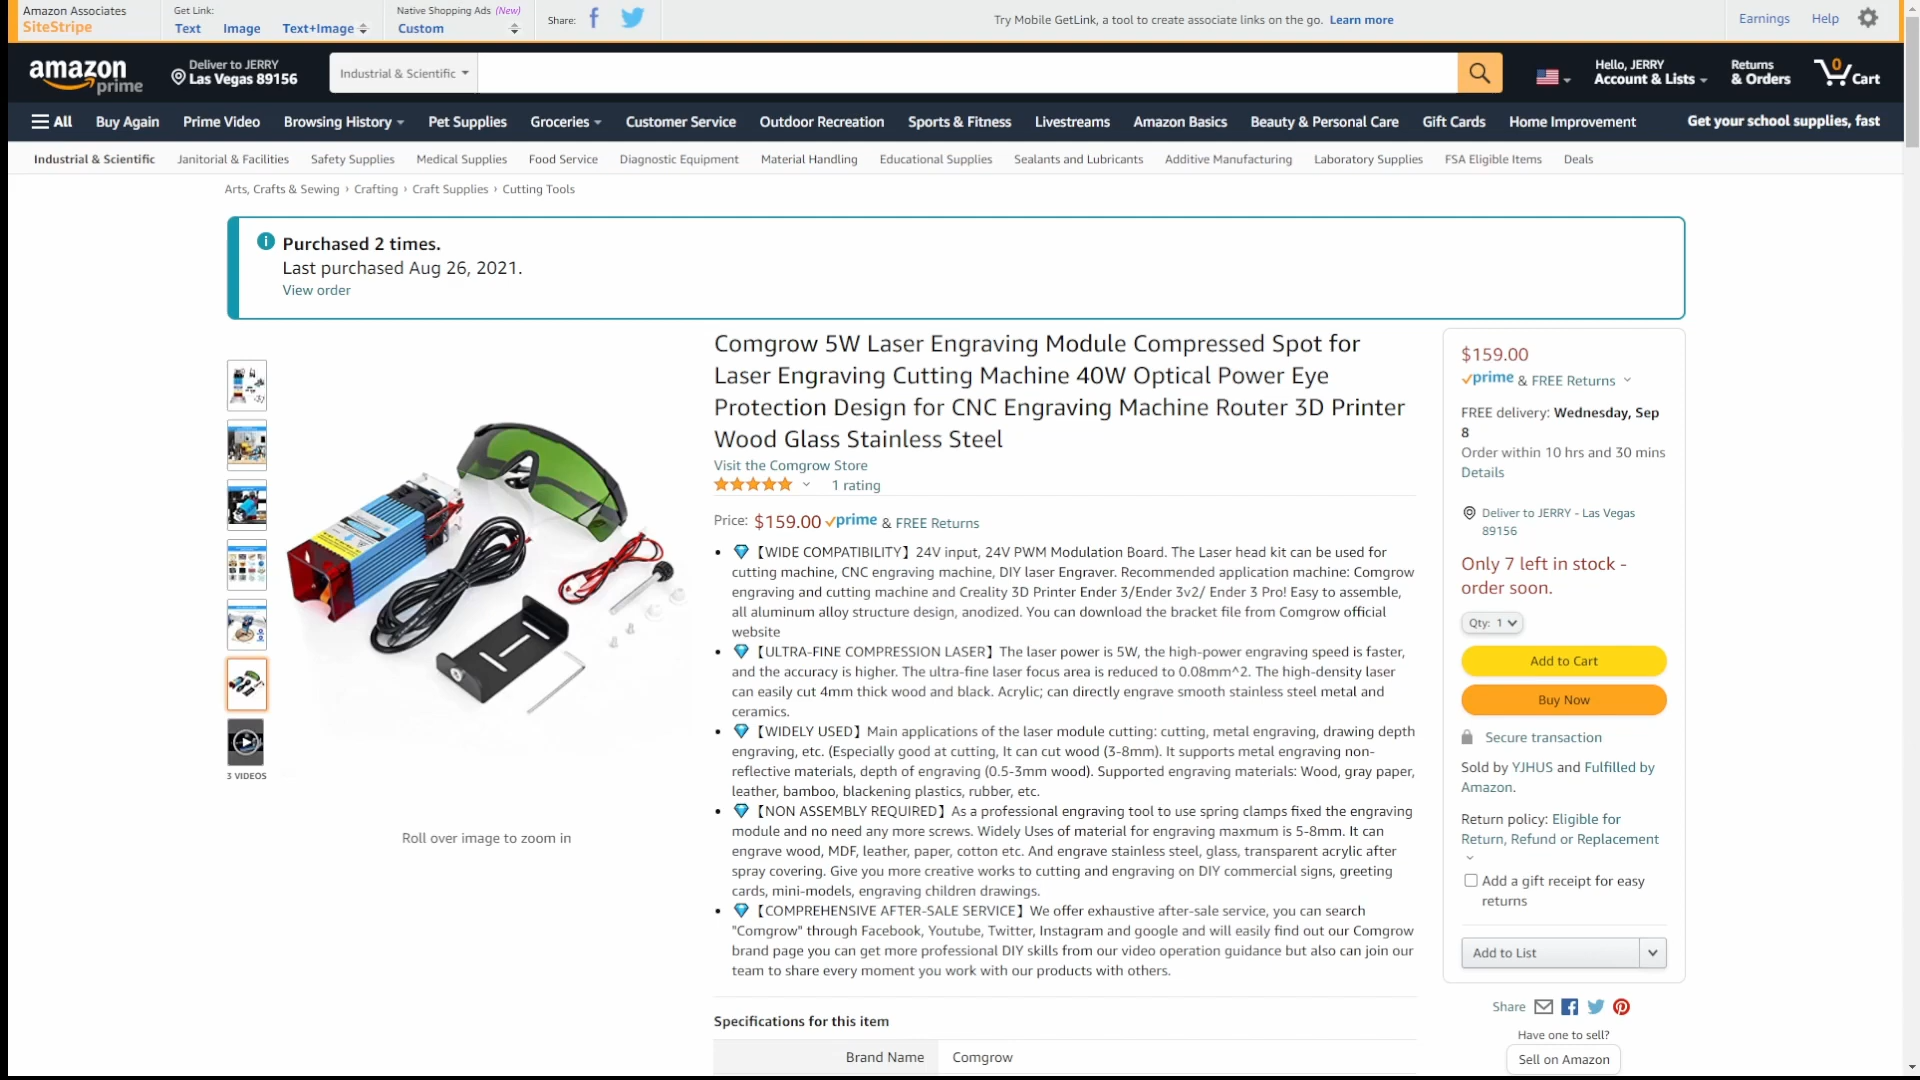 Amazon Associates
SiteStripe
Get Link:
Text Image Text+Image
Native Shopping Ads (New)
Custom
Share:
Try Mobile GetLink, a tool to create associate links on the go. Learn more
Earnings Help
amazon prime
Deliver to JERRY
Las Vegas 89156
Industrial & Scientific
Hello, JERRY
Account & Lists
Returns
& Orders
0
Cart
All Buy Again Prime Video Browsing History Pet Supplies Groceries Customer Service Outdoor Recreation Sports & Fitness Livestreams Amazon Basics Beauty & Personal Care Gift Cards Home Improvement Get your school supplies, fast
Industrial & Scientific Janitorial & Facilities Safety Supplies Medical Supplies Food Service Diagnostic Equipment Material Handling Educational Supplies Sealants and Lubricants Additive Manufacturing Laboratory Supplies FSA Eligible Items Deals
Arts, Crafts & Sewing › Crafting › Craft Supplies › Cutting Tools
Purchased 2 times.
Last purchased Aug 26, 2021.
View order
3 VIDEOS
Roll over image to zoom in
Comgrow 5W Laser Engraving Module Compressed Spot for
Laser Engraving Cutting Machine 40W Optical Power Eye
Protection Design for CNC Engraving Machine Router 3D Printer
Wood Glass Stainless Steel
Visit the Comgrow Store
1 rating
Price: $159.00 prime & FREE Returns
• 💎【WIDE COMPATIBILITY】24V input, 24V PWM Modulation Board. The Laser head kit can be used for
cutting machine, CNC engraving machine, DIY laser Engraver. Recommended application machine: Comgrow
engraving and cutting machine and Creality 3D Printer Ender 3/Ender 3v2/ Ender 3 Pro! Easy to assemble,
all aluminum alloy structure design, anodized. You can download the bracket file from Comgrow official
website
• 💎【ULTRA-FINE COMPRESSION LASER】The laser power is 5W, the high-power engraving speed is faster,
and the accuracy is higher. The ultra-fine laser focus area is reduced to 0.08mm^2. The high-density laser
can easily cut 4mm thick wood and black. Acrylic; can directly engrave smooth stainless steel metal and
ceramics.
• 💎【WIDELY USED】Main applications of the laser module cutting: cutting, metal engraving, drawing depth
engraving, etc. (Especially good at cutting, It can cut wood (3-8mm). It supports metal engraving non-
reflective materials, depth of engraving (0.5-3mm wood). Supported engraving materials: Wood, gray paper,
leather, bamboo, blackening plastics, rubber, etc.
• 💎【NON ASSEMBLY REQUIRED】As a professional engraving tool to use spring clamps fixed the engraving
module and no need any more screws. Widely Uses of material for engraving maxmum is 5-8mm. It can
engrave wood, MDF, leather, paper, cotton etc. And engrave stainless steel, glass, transparent acrylic after
spray covering. Give you more creative works to cutting and engraving on DIY commercial signs, greeting
cards, mini-models, engraving children drawings.
• 💎【COMPREHENSIVE AFTER-SALE SERVICE】We offer exhaustive after-sale service, you can search
"Comgrow" through Facebook, Youtube, Twitter, Instagram and google and will easily find out our Comgrow
brand page you can get more professional DIY skills from our video operation guidance but also can join our
team to share every moment you work with our products with others.
Specifications for this item
Brand Name Comgrow
$159.00
prime & FREE Returns
FREE delivery: Wednesday, Sep
8
Order within 10 hrs and 30 mins
Details
Deliver to JERRY - Las Vegas
89156
Only 7 left in stock -
order soon.
Qty: 1
Add to Cart
Buy Now
Secure transaction
Sold by YJHUS and Fulfilled by
Amazon.
Return policy: Eligible for
Return, Refund or Replacement
Add a gift receipt for easy
returns
Add to List
Share
Have one to sell?
Sell on Amazon